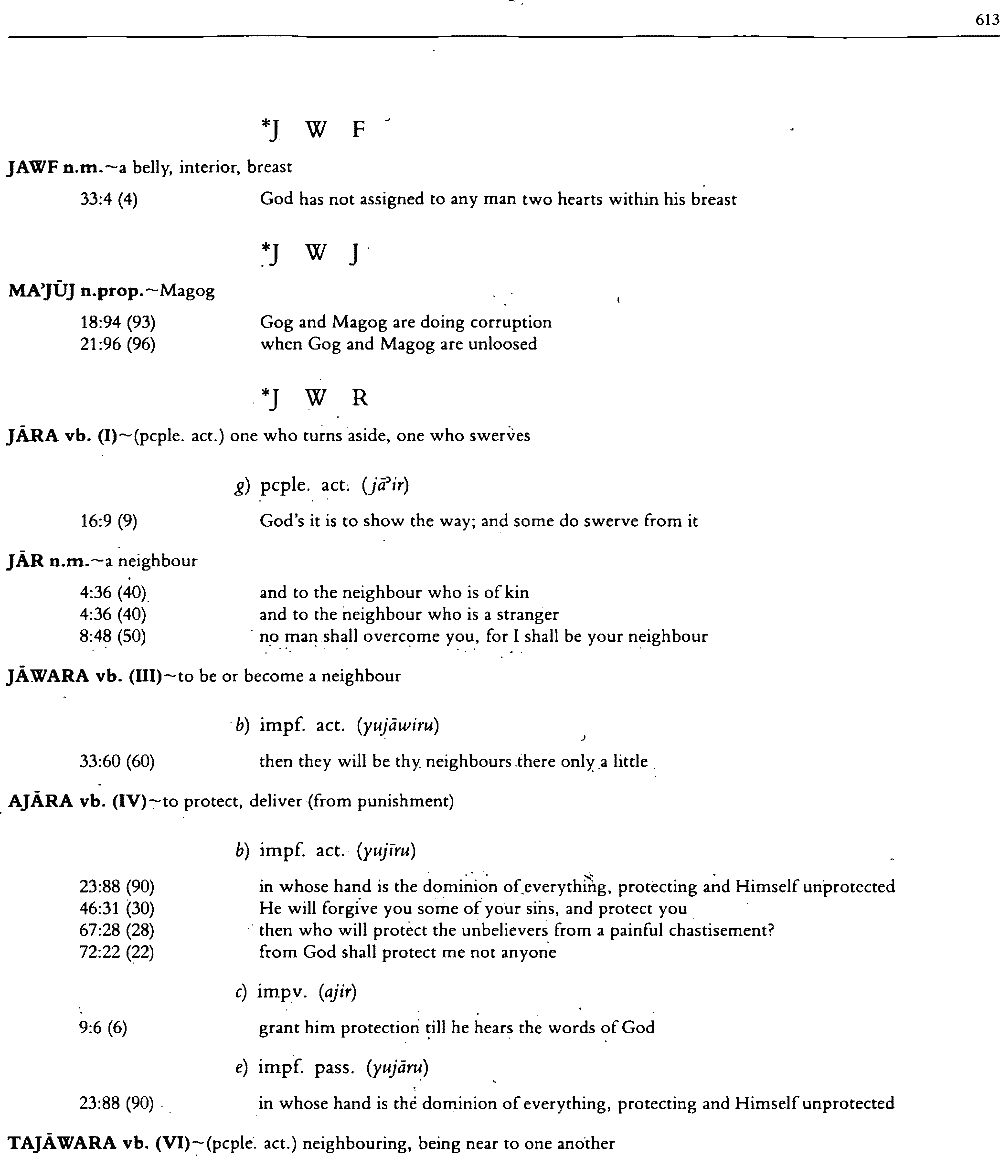 613
*J W F
JAWF n.m.~a belly, interior, breast
33:4 (4) God has not assigned to any man two hearts within his breast
*J W J
MA’JŪJ n.prop.~Magog
18:94 (93) Gog and Magog are doing corruption
21:96 (96) when Gog and Magog are unloosed
*J W R
JĀRA vb. (I)~(pcple. act.) one who turns aside, one who swerves
g) pcple. act. (jāʾir)
16:9 (9) God's it is to show the way; and some do swerve from it
JĀR n.m.~a neighbour
4:36 (40) and to the neighbour who is of kin
4:36 (40) and to the neighbour who is a stranger
8:48 (50) no man shall overcome you, for I shall be your neighbour
JĀWARA vb. (III)~to be or become a neighbour
b) impf. act. (yujāwiru)
33:60 (60) then they will be thy neighbours there only a little
AJĀRA vb. (IV)~to protect, deliver (from punishment)
b) impf. act. (yujīru)
23:88 (90) in whose hand is the dominion of everything, protecting and Himself unprotected
46:31 (30) He will forgive you some of your sins, and protect you
67:28 (28) then who will protect the unbelievers from a painful chastisement?
72:22 (22) from God shall protect me not anyone
c) impv. (ajir)
9:6 (6) grant him protection till he hears the words of God
e) impf. pass. (yujāru)
23:88 (90) in whose hand is the dominion of everything, protecting and Himself unprotected
TAJĀWARA vb. (VI)~(pcple. act.) neighbouring, being near to one another